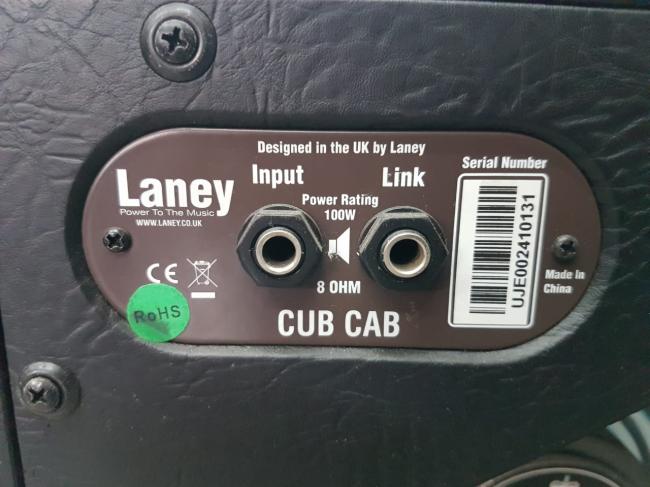 Designed in the UK by Laney
Laney
Power To The Music
WWW.LANEY.CO.UK
Input
Power Rating
100W
Link
Serial Number
UJE002410131
CE
8 OHM
Made In
China
RoHS
CUB CAB